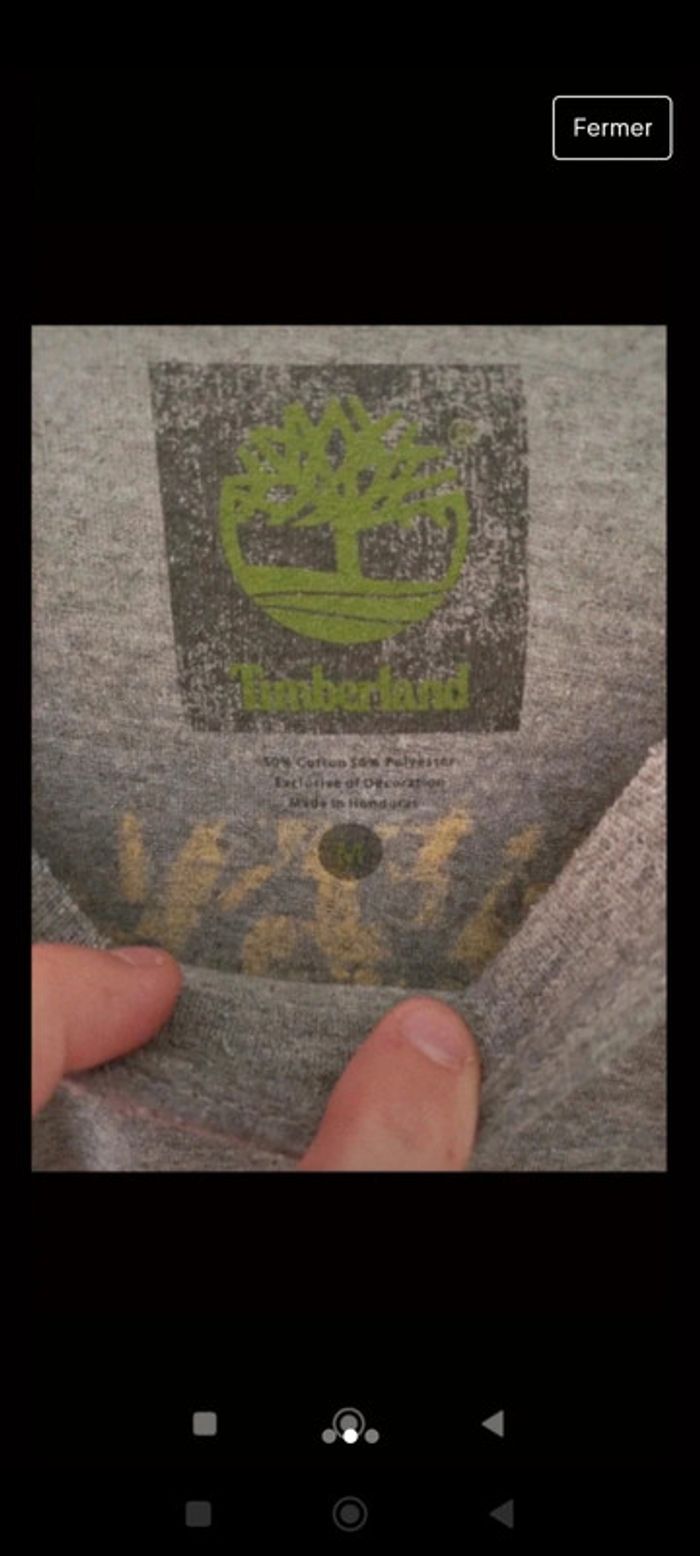 Fermer
Timberland
50% Cotton 50% Polyester
Exclusive of Decoration
Made in Honduras
M